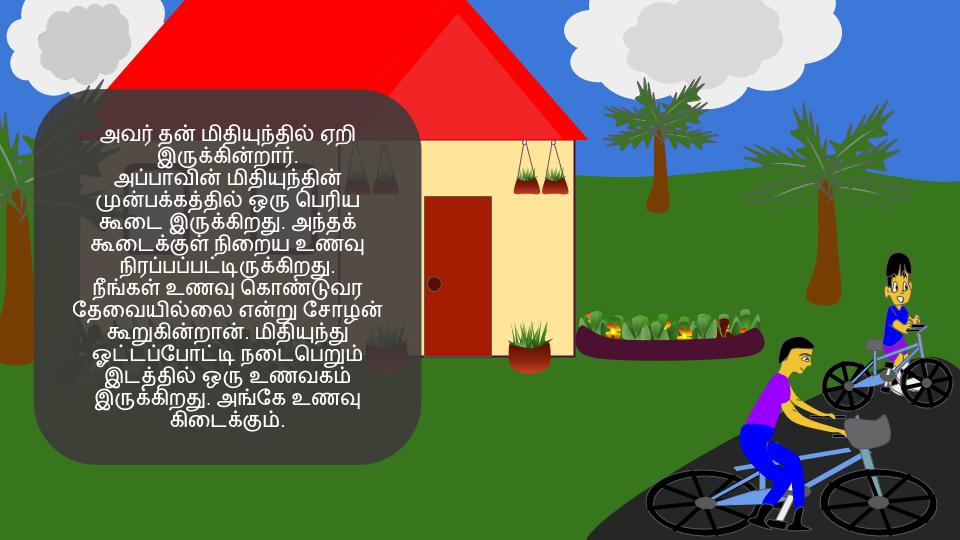 அவர் தன் மிதியுந்தில் ஏறி
இருக்கின்றார்.
அப்பாவின் மிதியுந்தின்
முன்பக்கத்தில் ஒரு பெரிய
கூடை இருக்கிறது. அந்தக்
கூடைக்குள் நிறைய உணவு
நிரப்பப்பட்டிருக்கிறது.
நீங்கள் உணவு கொண்டுவர
தேவையில்லை என்று சோழன்
கூறுகின்றான். மிதியுந்து
ஓட்டப்போட்டி நடைபெறும்
இடத்தில் ஒரு உணவகம்
இருக்கிறது. அங்கே உணவு
கிடைக்கும்.